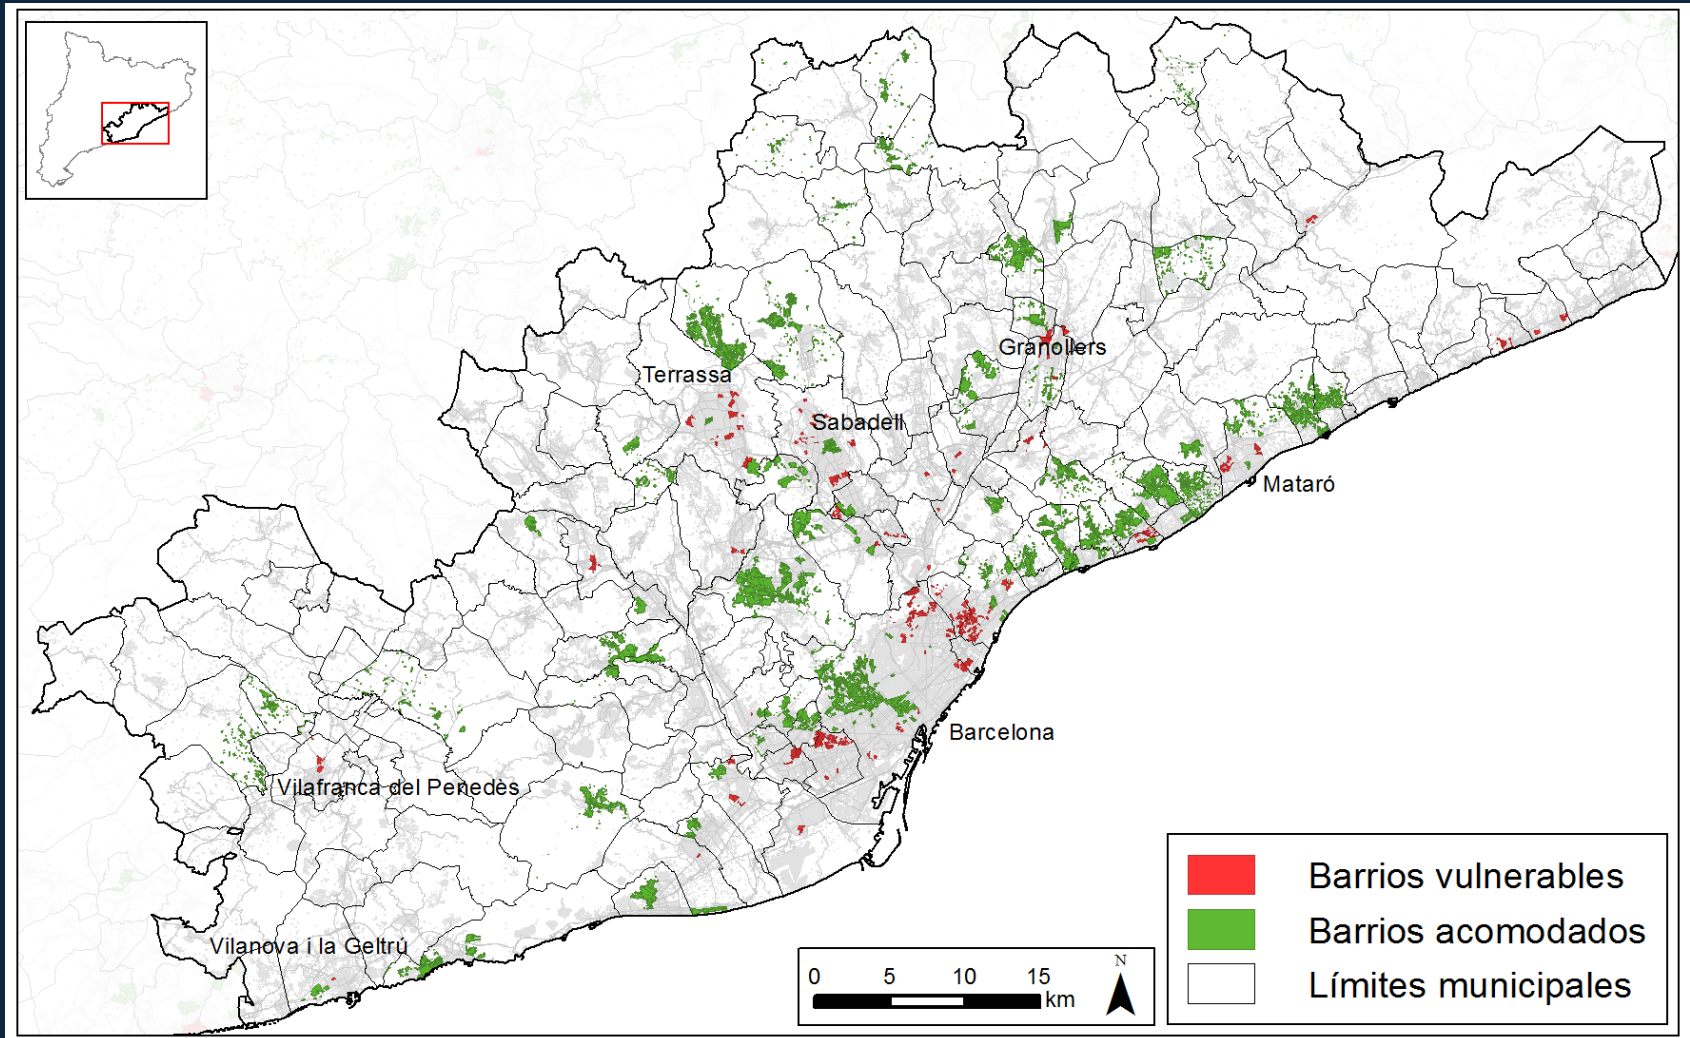 Granollers
Terrassa
Sabadell
Mataró
Barcelona
Vilafranca del Penedès
Vilanova i la Geltrú
0 5 10 15
km
N
Barrios vulnerables
Barrios acomodados
Límites municipales